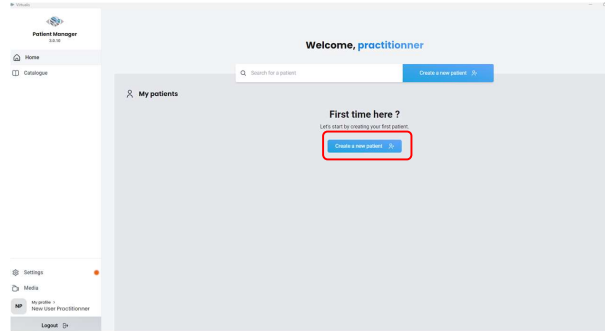 Patient Manager
Home
Catalogue
Welcome, practitionner
Search for a patient
Create a new patient
My patients
First time here ?
Let's start by creating your first patient.
Create a new patient
Settings
Media
NP
My profile >
New User Practitionner
Logout